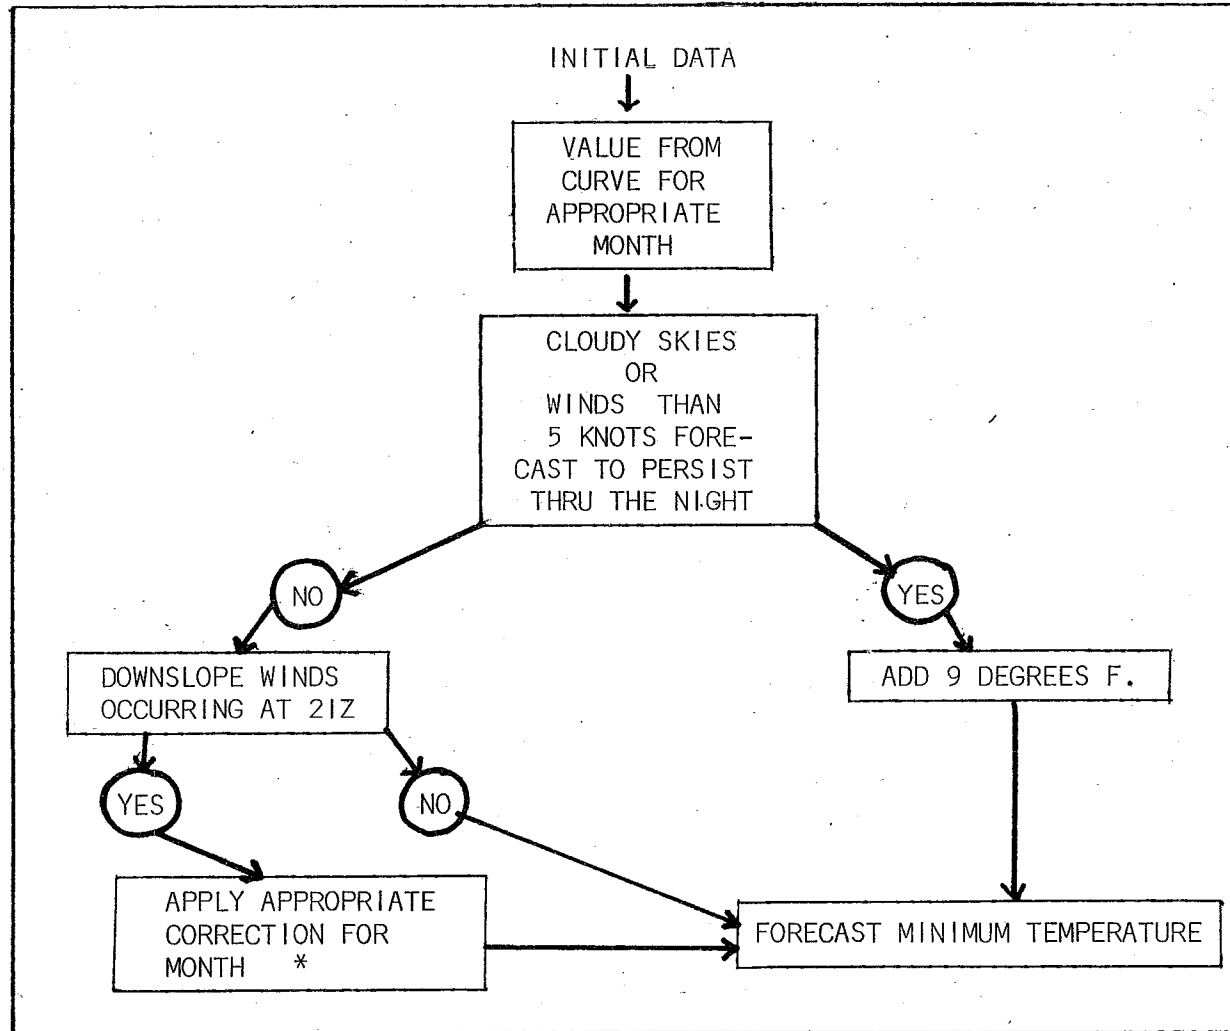 INITIAL DATA
VALUE FROM
CURVE FOR
APPROPRIATE
MONTH
CLOUDY SKIES
OR
WINDS THAN
5 KNOTS FORE-
CAST TO PERSIST
THRU THE NIGHT
NO
YES
DOWNSLOPE WINDS
OCCURRING AT 21Z
ADD 9 DEGREES F.
YES
NO
APPLY APPROPRIATE
CORRECTION FOR
MONTH *
FORECAST MINIMUM TEMPERATURE